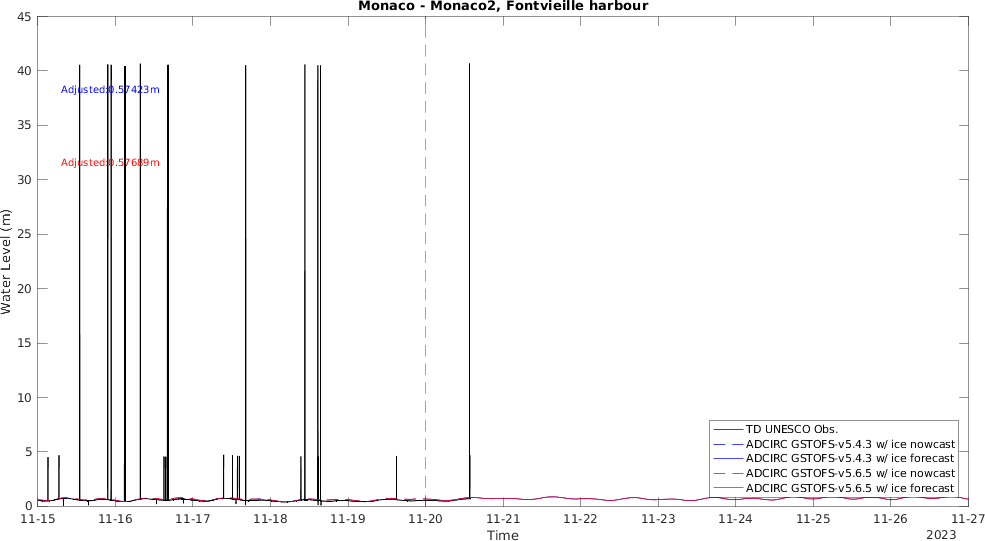 Monaco - Monaco2, Fontvieille harbour
45
40
35
30
25
20
15
10
5
0
Water Level (m)
Adjusted:0.57423m
Adjusted:0.57689m
TD UNESCO Obs.
ADCIRC GSTOFS-v5.4.3 w/ ice nowcast
ADCIRC GSTOFS-v5.4.3 w/ ice forecast
ADCIRC GSTOFS-v5.6.5 w/ ice nowcast
ADCIRC GSTOFS-v5.6.5 w/ ice forecast
11-15 11-16 11-17 11-18 11-19 11-20 11-21 11-22 11-23 11-24 11-25 11-26 11-27
Time
2023